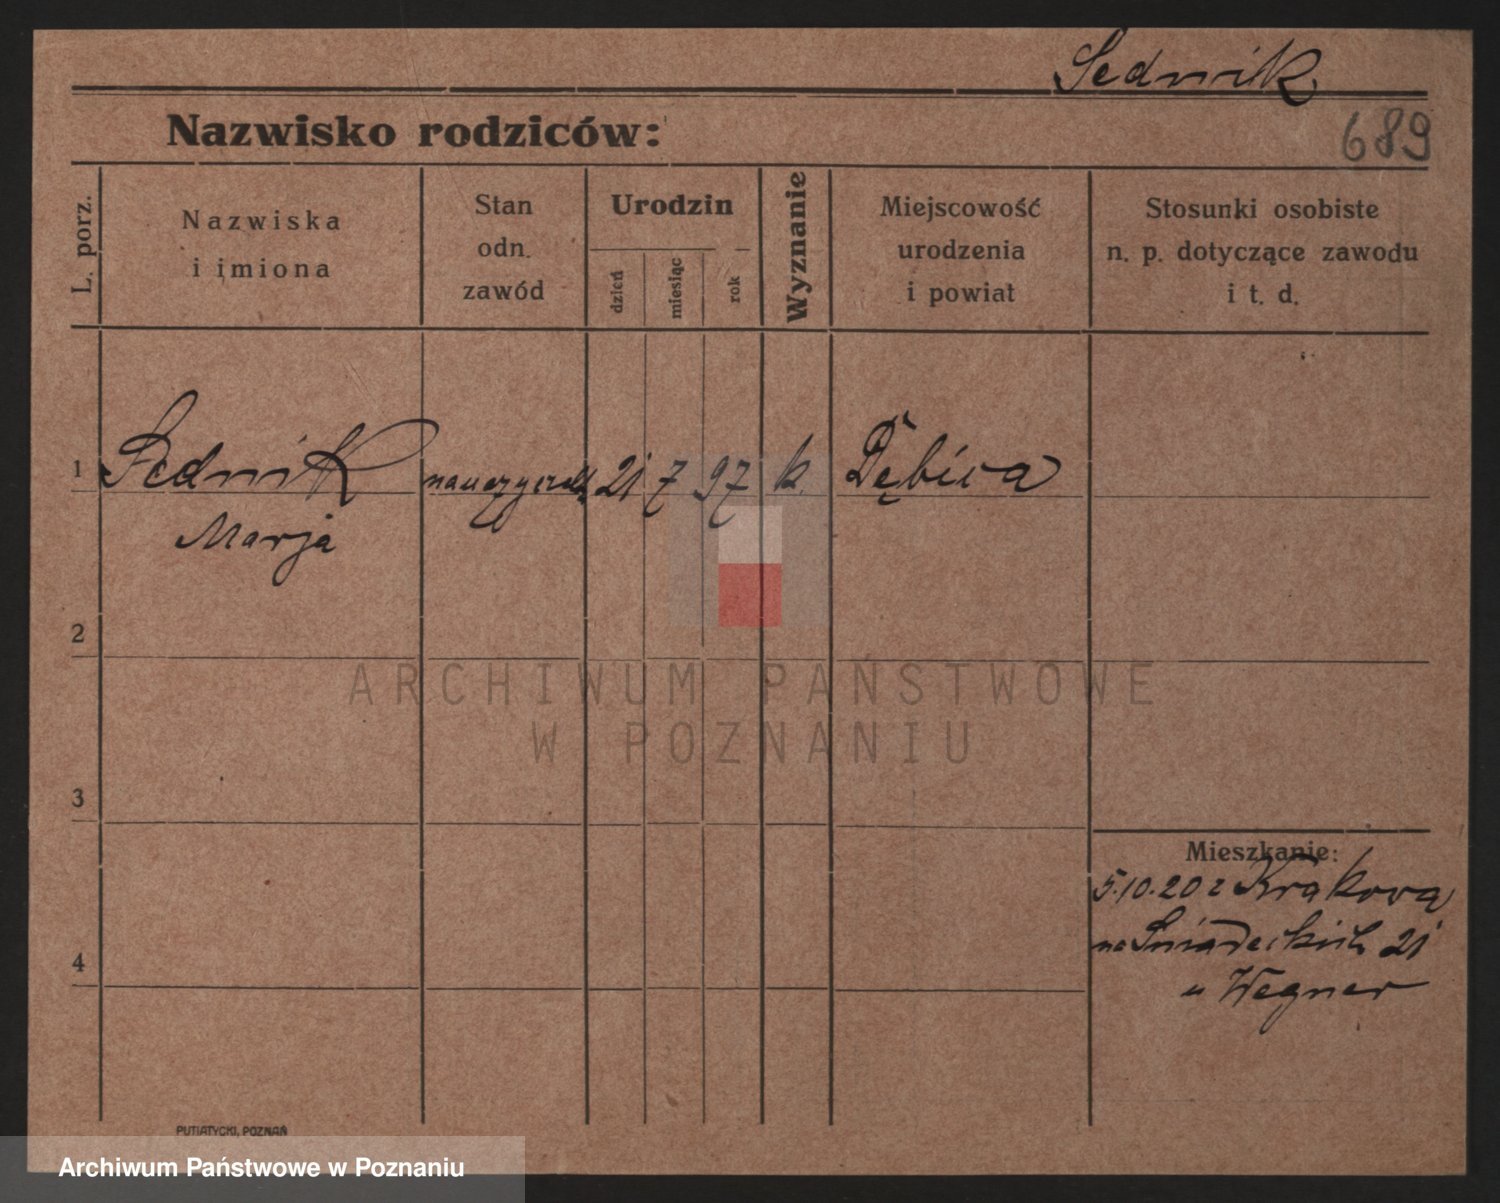 Sednik
Nazwisko rodziców:
689
L. porz.
Nazwiska
i imiona
Stan
odn.
zawód
Urodzin
dzień
miesiąc
rok
Wyznanie
Miejscowość
urodzenia
i powiat
Stosunki osobiste
n. p. dotyczące zawodu
i t. d.
1 Sednik 21 7 97 k. Dębica
Marja
2
3
4
Mieszkanie:
5.10.20 z Krakowa
na Śniadeckich 21
u Wegner
PUTIATYCKI, POZNAŃ
ARCHIWUM PAŃSTWOWE
W POZNANIU
Archiwum Państwowe w Poznaniu